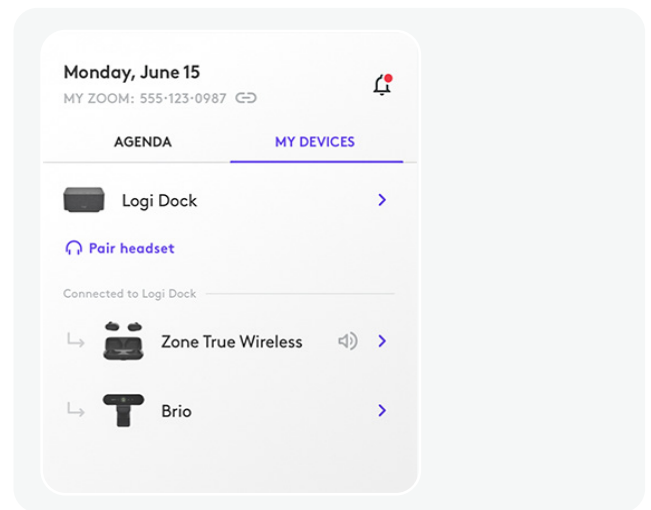 Monday, June 15
MY ZOOM: 555-123-0987
AGENDA
MY DEVICES
Logi Dock
Pair headset
Connected to Logi Dock
Zone True Wireless
Brio